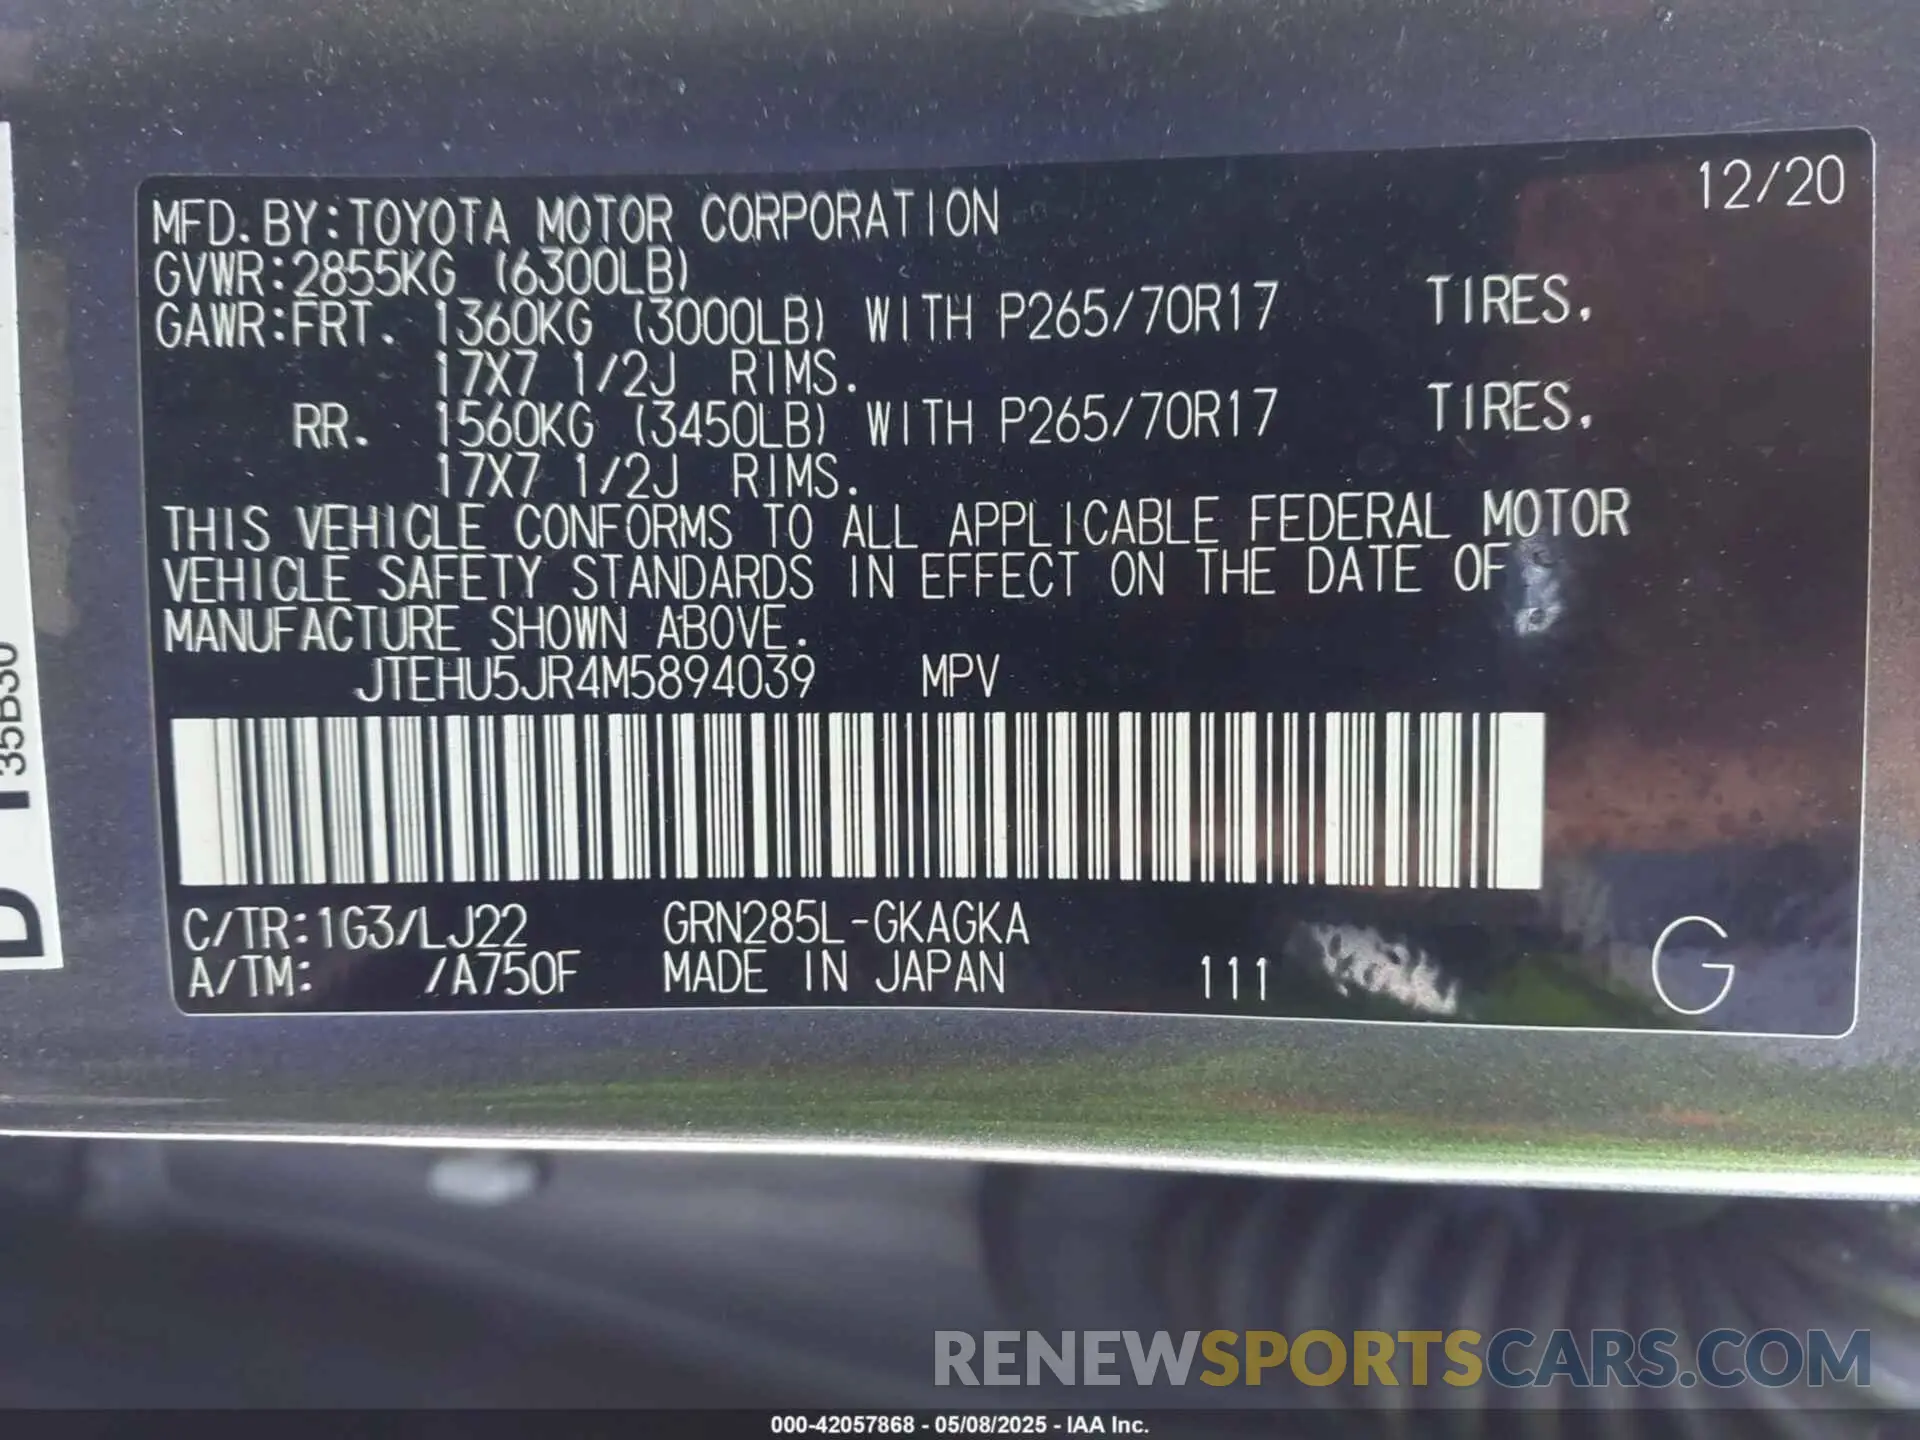 12/20
MFD. BY:TOYOTA MOTOR CORPORATION
GVWR:2855KG (6300LB)
GAWR:FRT. 1360KG (3000LB) WITH P265/70R17 TIRES.
17X7 1/2J RIMS.
RR. 1560KG (3450LB) WITH P265/70R17 TIRES.
17X7 1/2J RIMS.
THIS VEHICLE CONFORMS TO ALL APPLICABLE FEDERAL MOTOR
VEHICLE SAFETY STANDARDS IN EFFECT ON THE DATE OF
MANUFACTURE SHOWN ABOVE.
JTEHU5JR4M5894039 MPV
C/TR:1G3/LJ22 GRN285L-GKAGKA
A/TM: /A750F MADE IN JAPAN 111 G
RENEWSPORTSCARS.COM
000-42057868 - 05/08/2025 - IAA Inc.